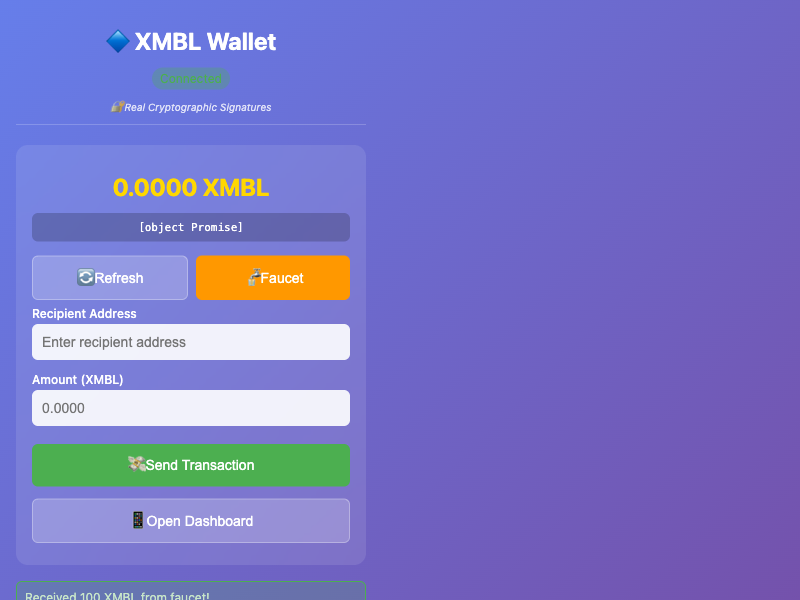 XMBL Wallet
Connected
Real Cryptographic Signatures
0.0000 XMBL
[object Promise]
Refresh
Faucet
Recipient Address
Enter recipient address
Amount (XMBL)
0.0000
Send Transaction
Open Dashboard
Received 100 XMBL from faucet!